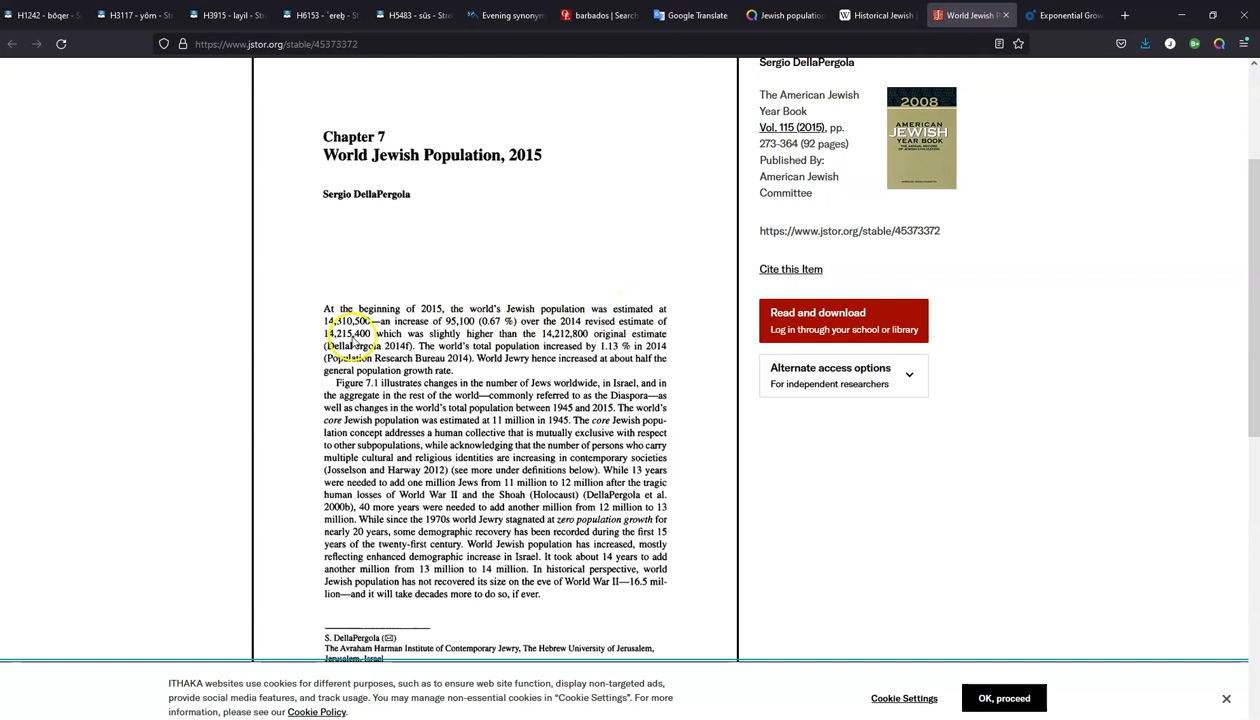 H1242 - bôqer - Str
H3117 - yôm - Str
H3915 - layil - Str
H6153 - ʿereḇ - Str
H5483 - sûs - Stro
Evening synonym
barbados | Search
Google Translate
Jewish population
Historical Jewish p
World Jewish P
Exponential Grow
https://www.jstor.org/stable/45373372
Chapter 7
World Jewish Population, 2015
Sergio DellaPergola
At the beginning of 2015, the world's Jewish population was estimated at
14,310,500—an increase of 95,100 (0.67 %) over the 2014 revised estimate of
14,215,400 which was slightly higher than the 14,212,800 original estimate
(DellaPergola 2014f). The world's total population increased by 1.13 % in 2014
(Population Research Bureau 2014). World Jewry hence increased at about half the
general population growth rate.
Figure 7.1 illustrates changes in the number of Jews worldwide, in Israel, and in
the aggregate in the rest of the world—commonly referred to as the Diaspora—as
well as changes in the world's total population between 1945 and 2015. The world's
core Jewish population was estimated at 11 million in 1945. The core Jewish popu-
lation concept addresses a human collective that is mutually exclusive with respect
to other subpopulations, while acknowledging that the number of persons who carry
multiple cultural and religious identities are increasing in contemporary societies
(Josselson and Harway 2012) (see more under definitions below). While 13 years
were needed to add one million Jews from 11 million to 12 million after the tragic
human losses of World War II and the Shoah (Holocaust) (DellaPergola et al.
2000b), 40 more years were needed to add another million from 12 million to 13
million. While since the 1970s world Jewry stagnated at zero population growth for
nearly 20 years, some demographic recovery has been recorded during the first 15
years of the twenty-first century. World Jewish population has increased, mostly
reflecting enhanced demographic increase in Israel. It took about 14 years to add
another million from 13 million to 14 million. In historical perspective, world
Jewish population has not recovered its size on the eve of World War II—16.5 mil-
lion—and it will take decades more to do so, if ever.
S. DellaPergola (✉)
The Avraham Harman Institute of Contemporary Jewry, The Hebrew University of Jerusalem,
Jerusalem, Israel
Sergio DellaPergola
The American Jewish
Year Book
Vol. 115 (2015), pp.
273-364 (92 pages)
Published By:
American Jewish
Committee
2008
AMERICAN
JEWISH
YEAR BOOK
https://www.jstor.org/stable/45373372
Cite this Item
Read and download
Log in through your school or library
Alternate access options
For independent researchers
ITHAKA websites use cookies for different purposes, such as to ensure web site function, display non-targeted ads,
provide social media features, and track usage. You may manage non-essential cookies in "Cookie Settings". For more
information, please see our Cookie Policy.
Cookie Settings
OK, proceed